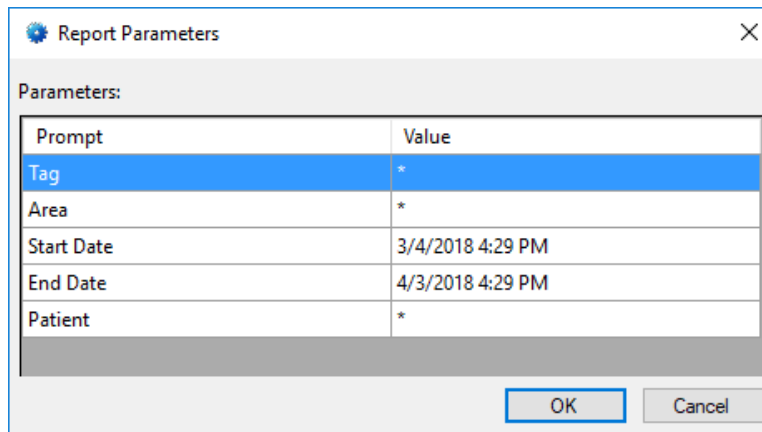 Report Parameters
Parameters:
Prompt Value
Tag *
Area *
Start Date 3/4/2018 4:29 PM
End Date 4/3/2018 4:29 PM
Patient *
OK Cancel